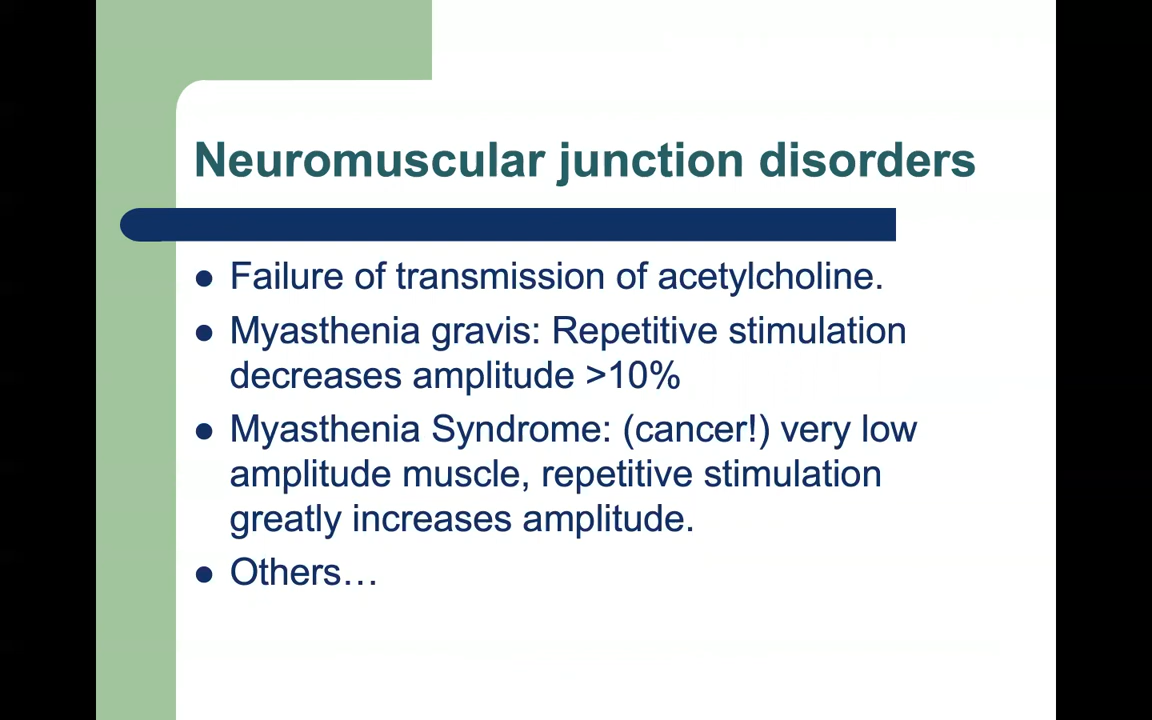 Neuromuscular junction disorders
● Failure of transmission of acetylcholine.
● Myasthenia gravis: Repetitive stimulation
decreases amplitude >10%
● Myasthenia Syndrome: (cancer!) very low
amplitude muscle, repetitive stimulation
greatly increases amplitude.
● Others…